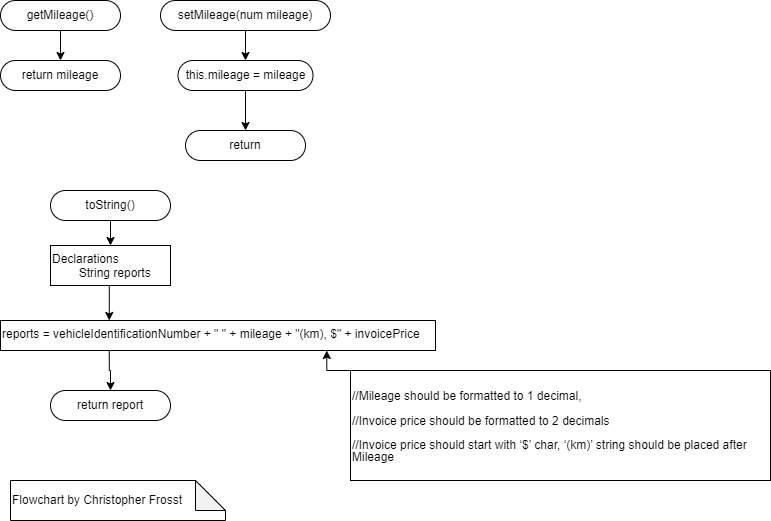 getMileage()
setMileage(num mileage)
return mileage
this.mileage = mileage
return
toString()
Declarations
String reports
reports = vehicleIdentificationNumber + " " + mileage + "(km), $" + invoicePrice
return report
//Mileage should be formatted to 1 decimal,
//Invoice price should be formatted to 2 decimals
//Invoice price should start with ‘$’ char, ‘(km)’ string should be placed after
Mileage
Flowchart by Christopher Frosst